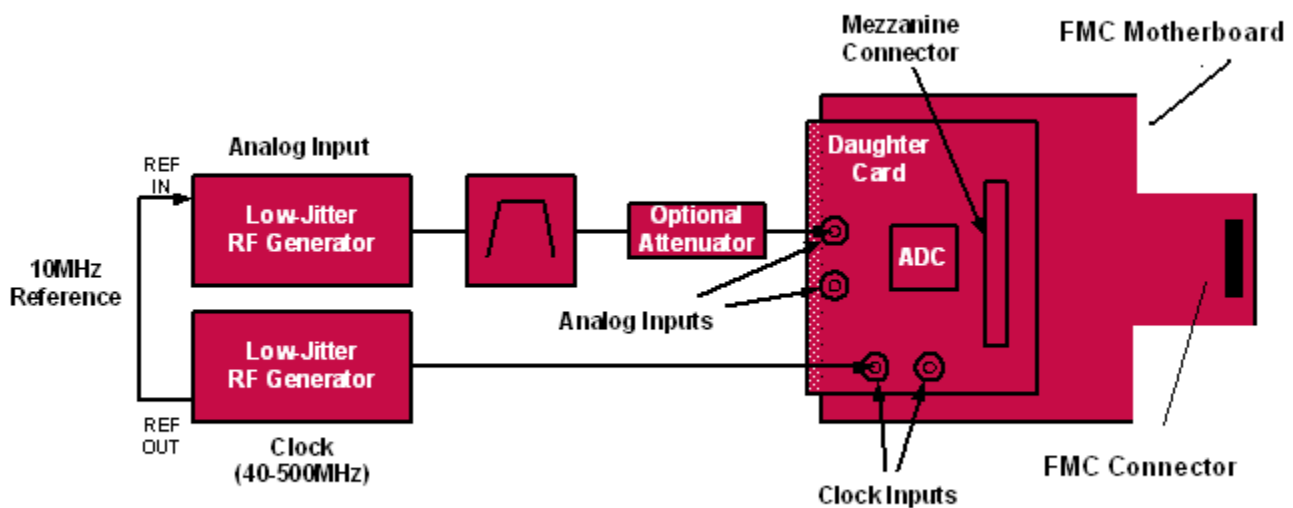 Mezzanine
Connector
FMC Motherboard
Analog Input
REF
IN
Low-Jitter
RF Generator
Optional
Attenuator
Daughter
Card
ADC
10MHz
Reference
Analog Inputs
Low-Jitter
RF Generator
REF
OUT
Clock
(40-500MHz)
Clock Inputs
FMC Connector